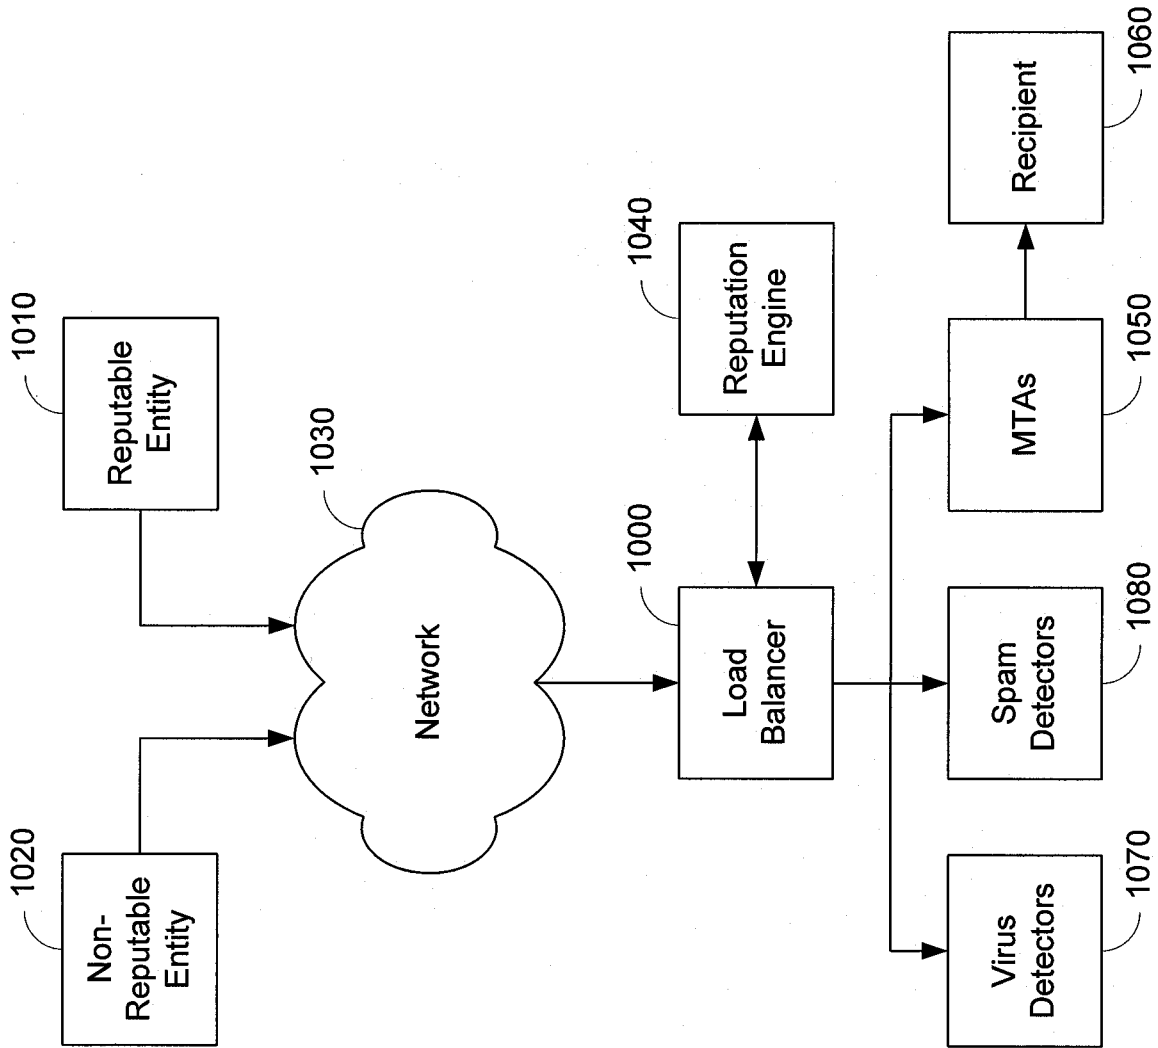 1020
Non-
Reputable
Entity
1010
Reputable
Entity
1030
Network
1000
Load
Balancer
1040
Reputation
Engine
Virus
Detectors
1070
Spam
Detectors
1080
MTAs
1050
Recipient
1060